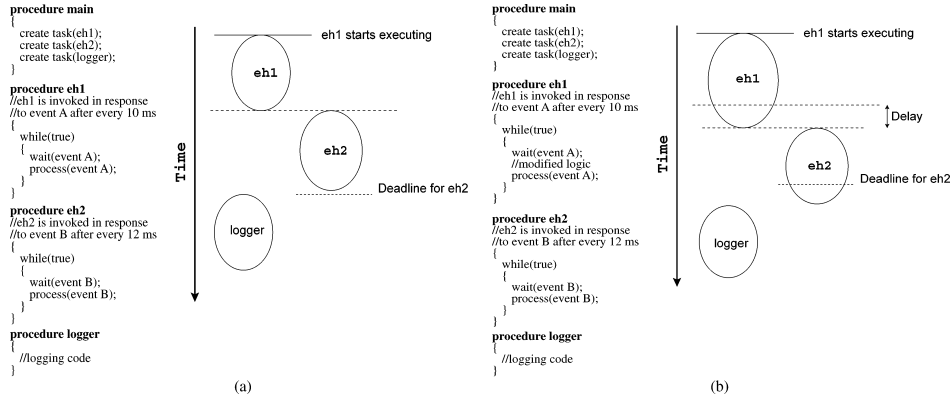 procedure main
{
create task(eh1);
create task(eh2);
create task(logger);
}
procedure eh1
//eh1 is invoked in response
//to event A after every 10 ms
{
while(true)
{
wait(event A);
process(event A);
}
}
procedure eh2
//eh2 is invoked in response
//to event B after every 12 ms
{
while(true)
{
wait(event B);
process(event B);
}
}
procedure logger
{
//logging code
}
Time
eh1 starts executing
eh1
eh2
Deadline for eh2
logger
(a)
procedure main
{
create task(eh1);
create task(eh2);
create task(logger);
}
procedure eh1
//eh1 is invoked in response
//to event A after every 10 ms
{
while(true)
{
wait(event A);
//modified logic
process(event A);
}
}
procedure eh2
//eh2 is invoked in response
//to event B after every 12 ms
{
while(true)
{
wait(event B);
process(event B);
}
}
procedure logger
{
//logging code
}
Time
eh1 starts executing
eh1
Delay
eh2
Deadline for eh2
logger
(b)